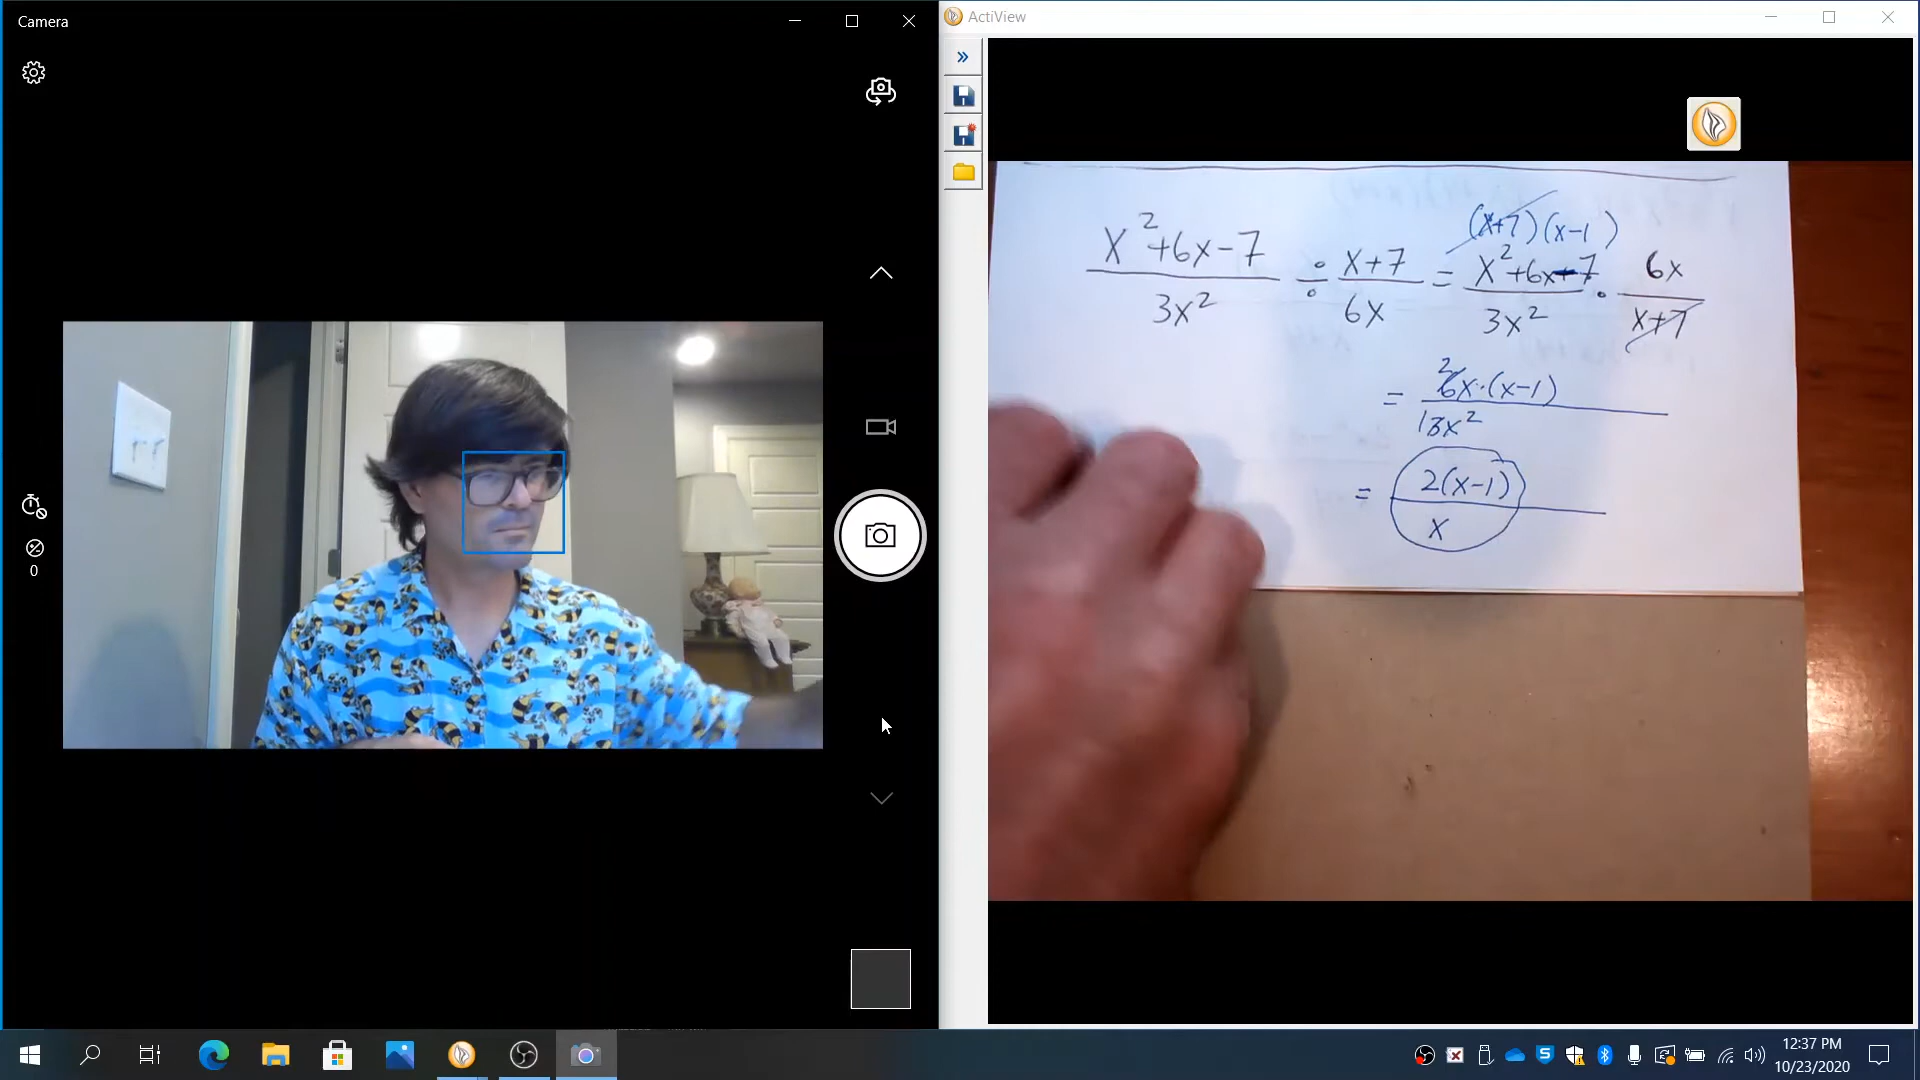 Camera
ActiView
0
(x+7)(x-1)
x²+6x-7 / 3x² ÷ x+7 / 6x = x²+6x-7 / 3x² · 6x / x+7
= 2 6x·(x-1) / 1 3x²
= 2(x-1) / x
12:37 PM
10/23/2020